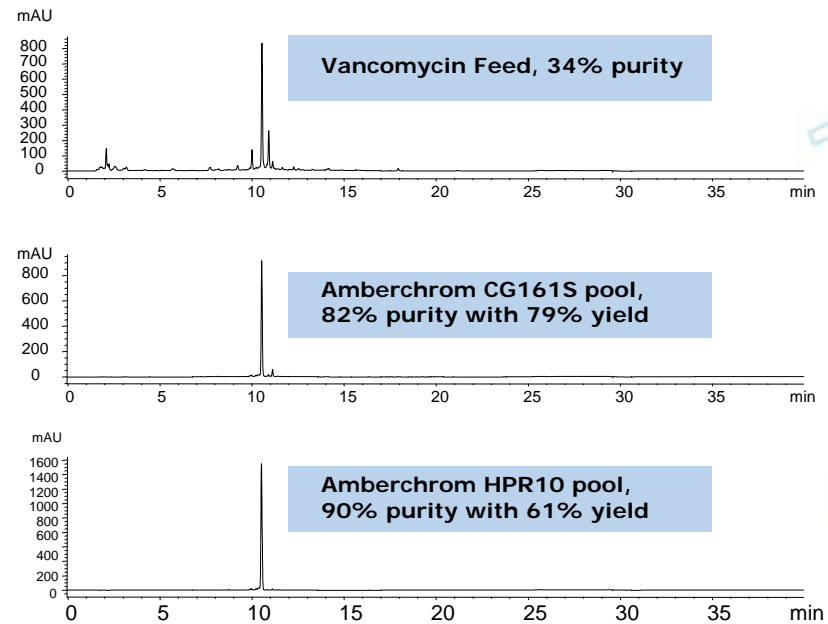 mAU
800
700
600
500
400
300
200
100
0
Vancomycin Feed, 34% purity
0 5 10 15 20 25 30 35 min
mAU
800
600
400
200
0
Amberchrom CG161S pool,
82% purity with 79% yield
0 5 10 15 20 25 30 35 min
mAU
1600
1400
1200
1000
800
600
400
200
0
Amberchrom HPR10 pool,
90% purity with 61% yield
0 5 10 15 20 25 30 35 min